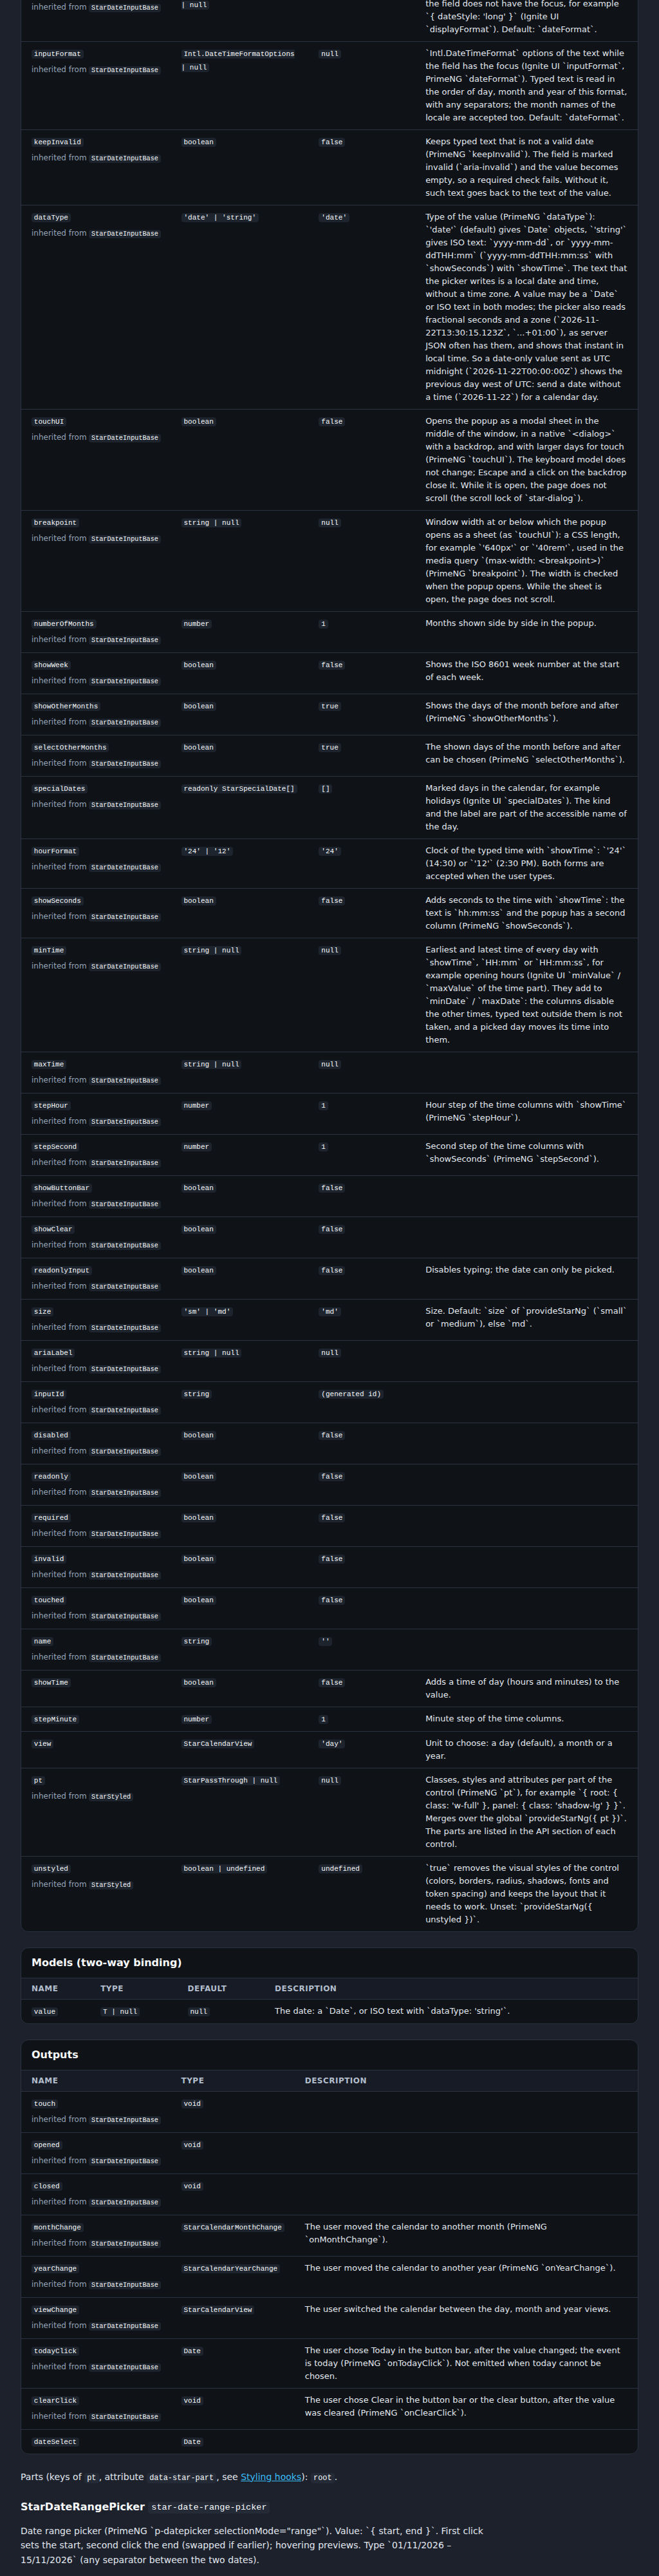 inherited from StarDateInputBase
| null
the field does not have the focus, for example
`{ dateStyle: 'long' }` (Ignite UI
`displayFormat`). Default: `dateFormat`.
inputFormat
inherited from StarDateInputBase
Intl.DateTimeFormatOptions
| null
null
`Intl.DateTimeFormat` options of the text while
the field has the focus (Ignite UI `inputFormat`,
PrimeNG `dateFormat`). Typed text is read in
the order of day, month and year of this format,
with any separators; the month names of the
locale are accepted too. Default: `dateFormat`.
keepInvalid
inherited from StarDateInputBase
boolean
false
Keeps typed text that is not a valid date
(PrimeNG `keepInvalid`). The field is marked
invalid (`aria-invalid`) and the value becomes
empty, so a required check fails. Without it,
such text goes back to the text of the value.
dataType
inherited from StarDateInputBase
'date' | 'string'
'date'
Type of the value (PrimeNG `dataType`):
`'date'` (default) gives `Date` objects, `'string'`
gives ISO text: `yyyy-mm-dd`, or `yyyy-mm-
ddTHH:mm` (`yyyy-mm-ddTHH:mm:ss` with
`showSeconds`) with `showTime`. The text that
the picker writes is a local date and time,
without a time zone. A value may be a `Date`
or ISO text in both modes; the picker also reads
fractional seconds and a zone (`2026-11-
22T13:30:15.123Z`, `...+01:00`), as server
JSON often has them, and shows that instant in
local time. So a date-only value sent as UTC
midnight (`2026-11-22T00:00:00Z`) shows the
previous day west of UTC: send a date without
a time (`2026-11-22`) for a calendar day.
touchUI
inherited from StarDateInputBase
boolean
false
Opens the popup as a modal sheet in the
middle of the window, in a native `<dialog>`
with a backdrop, and with larger days for touch
(PrimeNG `touchUI`). The keyboard model does
not change; Escape and a click on the backdrop
close it. While it is open, the page does not
scroll (the scroll lock of `star-dialog`).
breakpoint
inherited from StarDateInputBase
string | null
null
Window width at or below which the popup
opens as a sheet (as `touchUI`): a CSS length,
for example `'640px'` or `'40rem'`, used in the
media query `(max-width: <breakpoint>)`
(PrimeNG `breakpoint`). The width is checked
when the popup opens. While the sheet is
open, the page does not scroll.
numberOfMonths
inherited from StarDateInputBase
number
1
Months shown side by side in the popup.
showWeek
inherited from StarDateInputBase
boolean
false
Shows the ISO 8601 week number at the start
of each week.
showOtherMonths
inherited from StarDateInputBase
boolean
true
Shows the days of the month before and after
(PrimeNG `showOtherMonths`).
selectOtherMonths
inherited from StarDateInputBase
boolean
true
The shown days of the month before and after
can be chosen (PrimeNG `selectOtherMonths`).
specialDates
inherited from StarDateInputBase
readonly StarSpecialDate[]
[]
Marked days in the calendar, for example
holidays (Ignite UI `specialDates`). The kind
and the label are part of the accessible name of
the day.
hourFormat
inherited from StarDateInputBase
'24' | '12'
'24'
Clock of the typed time with `showTime`: `'24'`
(14:30) or `'12'` (2:30 PM). Both forms are
accepted when the user types.
showSeconds
inherited from StarDateInputBase
boolean
false
Adds seconds to the time with `showTime`: the
text is `hh:mm:ss` and the popup has a second
column (PrimeNG `showSeconds`).
minTime
inherited from StarDateInputBase
string | null
null
Earliest and latest time of every day with
`showTime`, `HH:mm` or `HH:mm:ss`, for
example opening hours (Ignite UI `minValue` /
`maxValue` of the time part). They add to
`minDate` / `maxDate`: the columns disable
the other times, typed text outside them is not
taken, and a picked day moves its time into
them.
maxTime
inherited from StarDateInputBase
string | null
null
stepHour
inherited from StarDateInputBase
number
1
Hour step of the time columns with `showTime`
(PrimeNG `stepHour`).
stepSecond
inherited from StarDateInputBase
number
1
Second step of the time columns with
`showSeconds` (PrimeNG `stepSecond`).
showButtonBar
inherited from StarDateInputBase
boolean
false
showClear
inherited from StarDateInputBase
boolean
false
readonlyInput
inherited from StarDateInputBase
boolean
false
Disables typing; the date can only be picked.
size
inherited from StarDateInputBase
'sm' | 'md'
'md'
Size. Default: `size` of `provideStarNg` (`small`
or `medium`), else `md`.
ariaLabel
inherited from StarDateInputBase
string | null
null
inputId
inherited from StarDateInputBase
string
(generated id)
disabled
inherited from StarDateInputBase
boolean
false
readonly
inherited from StarDateInputBase
boolean
false
required
inherited from StarDateInputBase
boolean
false
invalid
inherited from StarDateInputBase
boolean
false
touched
inherited from StarDateInputBase
boolean
false
name
inherited from StarDateInputBase
string
''
showTime
boolean
false
Adds a time of day (hours and minutes) to the
value.
stepMinute
number
1
Minute step of the time columns.
view
StarCalendarView
'day'
Unit to choose: a day (default), a month or a
year.
pt
inherited from StarStyled
StarPassThrough | null
null
Classes, styles and attributes per part of the
control (PrimeNG `pt`), for example `{ root: {
class: 'w-full' }, panel: { class: 'shadow-lg' } }`.
Merges over the global `provideStarNg({ pt })`.
The parts are listed in the API section of each
control.
unstyled
inherited from StarStyled
boolean | undefined
undefined
`true` removes the visual styles of the control
(colors, borders, radius, shadows, fonts and
token spacing) and keeps the layout that it
needs to work. Unset: `provideStarNg({
unstyled })`.
Models (two-way binding)
NAME TYPE DEFAULT DESCRIPTION
value T | null null The date: a `Date`, or ISO text with `dataType: 'string'`.
Outputs
NAME TYPE DESCRIPTION
touch
inherited from StarDateInputBase
void
opened
inherited from StarDateInputBase
void
closed
inherited from StarDateInputBase
void
monthChange
inherited from StarDateInputBase
StarCalendarMonthChange
The user moved the calendar to another month (PrimeNG
`onMonthChange`).
yearChange
inherited from StarDateInputBase
StarCalendarYearChange
The user moved the calendar to another year (PrimeNG `onYearChange`).
viewChange
inherited from StarDateInputBase
StarCalendarView
The user switched the calendar between the day, month and year views.
todayClick
inherited from StarDateInputBase
Date
The user chose Today in the button bar, after the value changed; the event
is today (PrimeNG `onTodayClick`). Not emitted when today cannot be
chosen.
clearClick
inherited from StarDateInputBase
void
The user chose Clear in the button bar or the clear button, after the value
was cleared (PrimeNG `onClearClick`).
dateSelect
Date
Parts (keys of pt, attribute data-star-part, see Styling hooks): root.
StarDateRangePicker star-date-range-picker
Date range picker (PrimeNG `p-datepicker selectionMode="range"`). Value: `{ start, end }`. First click
sets the start, second click the end (swapped if earlier); hovering previews. Type `01/11/2026 –
15/11/2026` (any separator between the two dates).